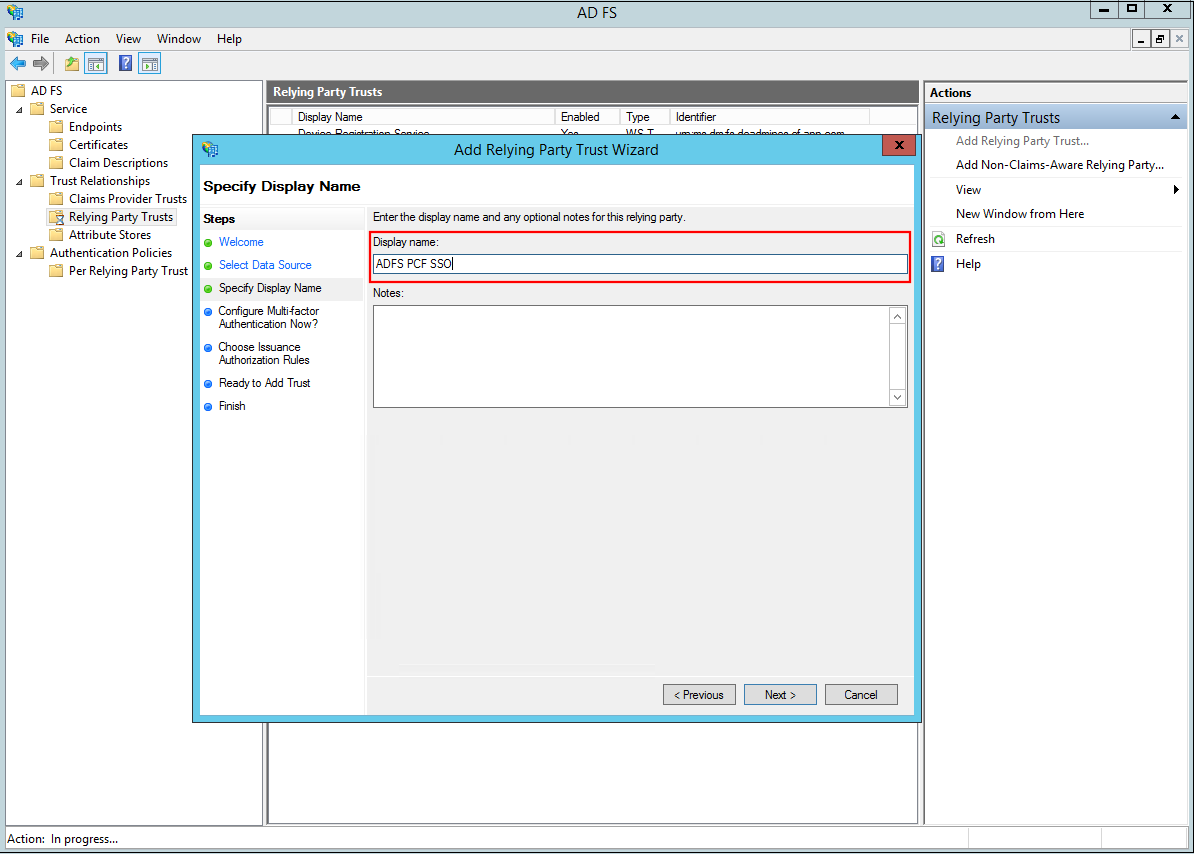 AD FS
File Action View Window Help
AD FS
Service
Endpoints
Certificates
Claim Descriptions
Trust Relationships
Claims Provider Trusts
Relying Party Trusts
Attribute Stores
Authentication Policies
Per Relying Party Trust
Relying Party Trusts
Display Name Enabled Type Identifier
Device Registration Service Yes WS-T
Add Relying Party Trust Wizard
Specify Display Name
Steps
Welcome
Select Data Source
Specify Display Name
Configure Multi-factor
Authentication Now?
Choose Issuance
Authorization Rules
Ready to Add Trust
Finish
Enter the display name and any optional notes for this relying party.
Display name:
ADFS PCF SSO
Notes:
< Previous
Next >
Cancel
Actions
Relying Party Trusts
Add Relying Party Trust...
Add Non-Claims-Aware Relying Party...
View
New Window from Here
Refresh
Help
Action: In progress...